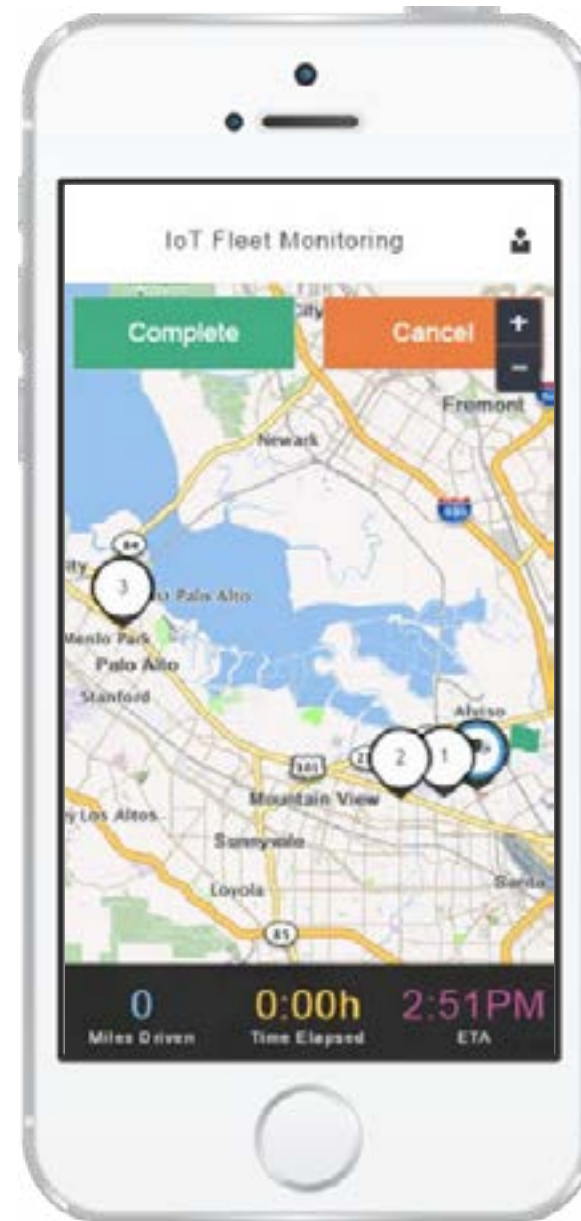 IoT Fleet Monitoring
City
Complete
Cancel
+
−
Fremont
Newark
84
3
Palo Alto
Menlo Park
Palo Alto
Stanford
Alviso
2
1
101
Mountain View
Los Altos
Sunnyvale
Loyola
85
0
0:00h
2:51PM
Miles Driven
Time Elapsed
ETA